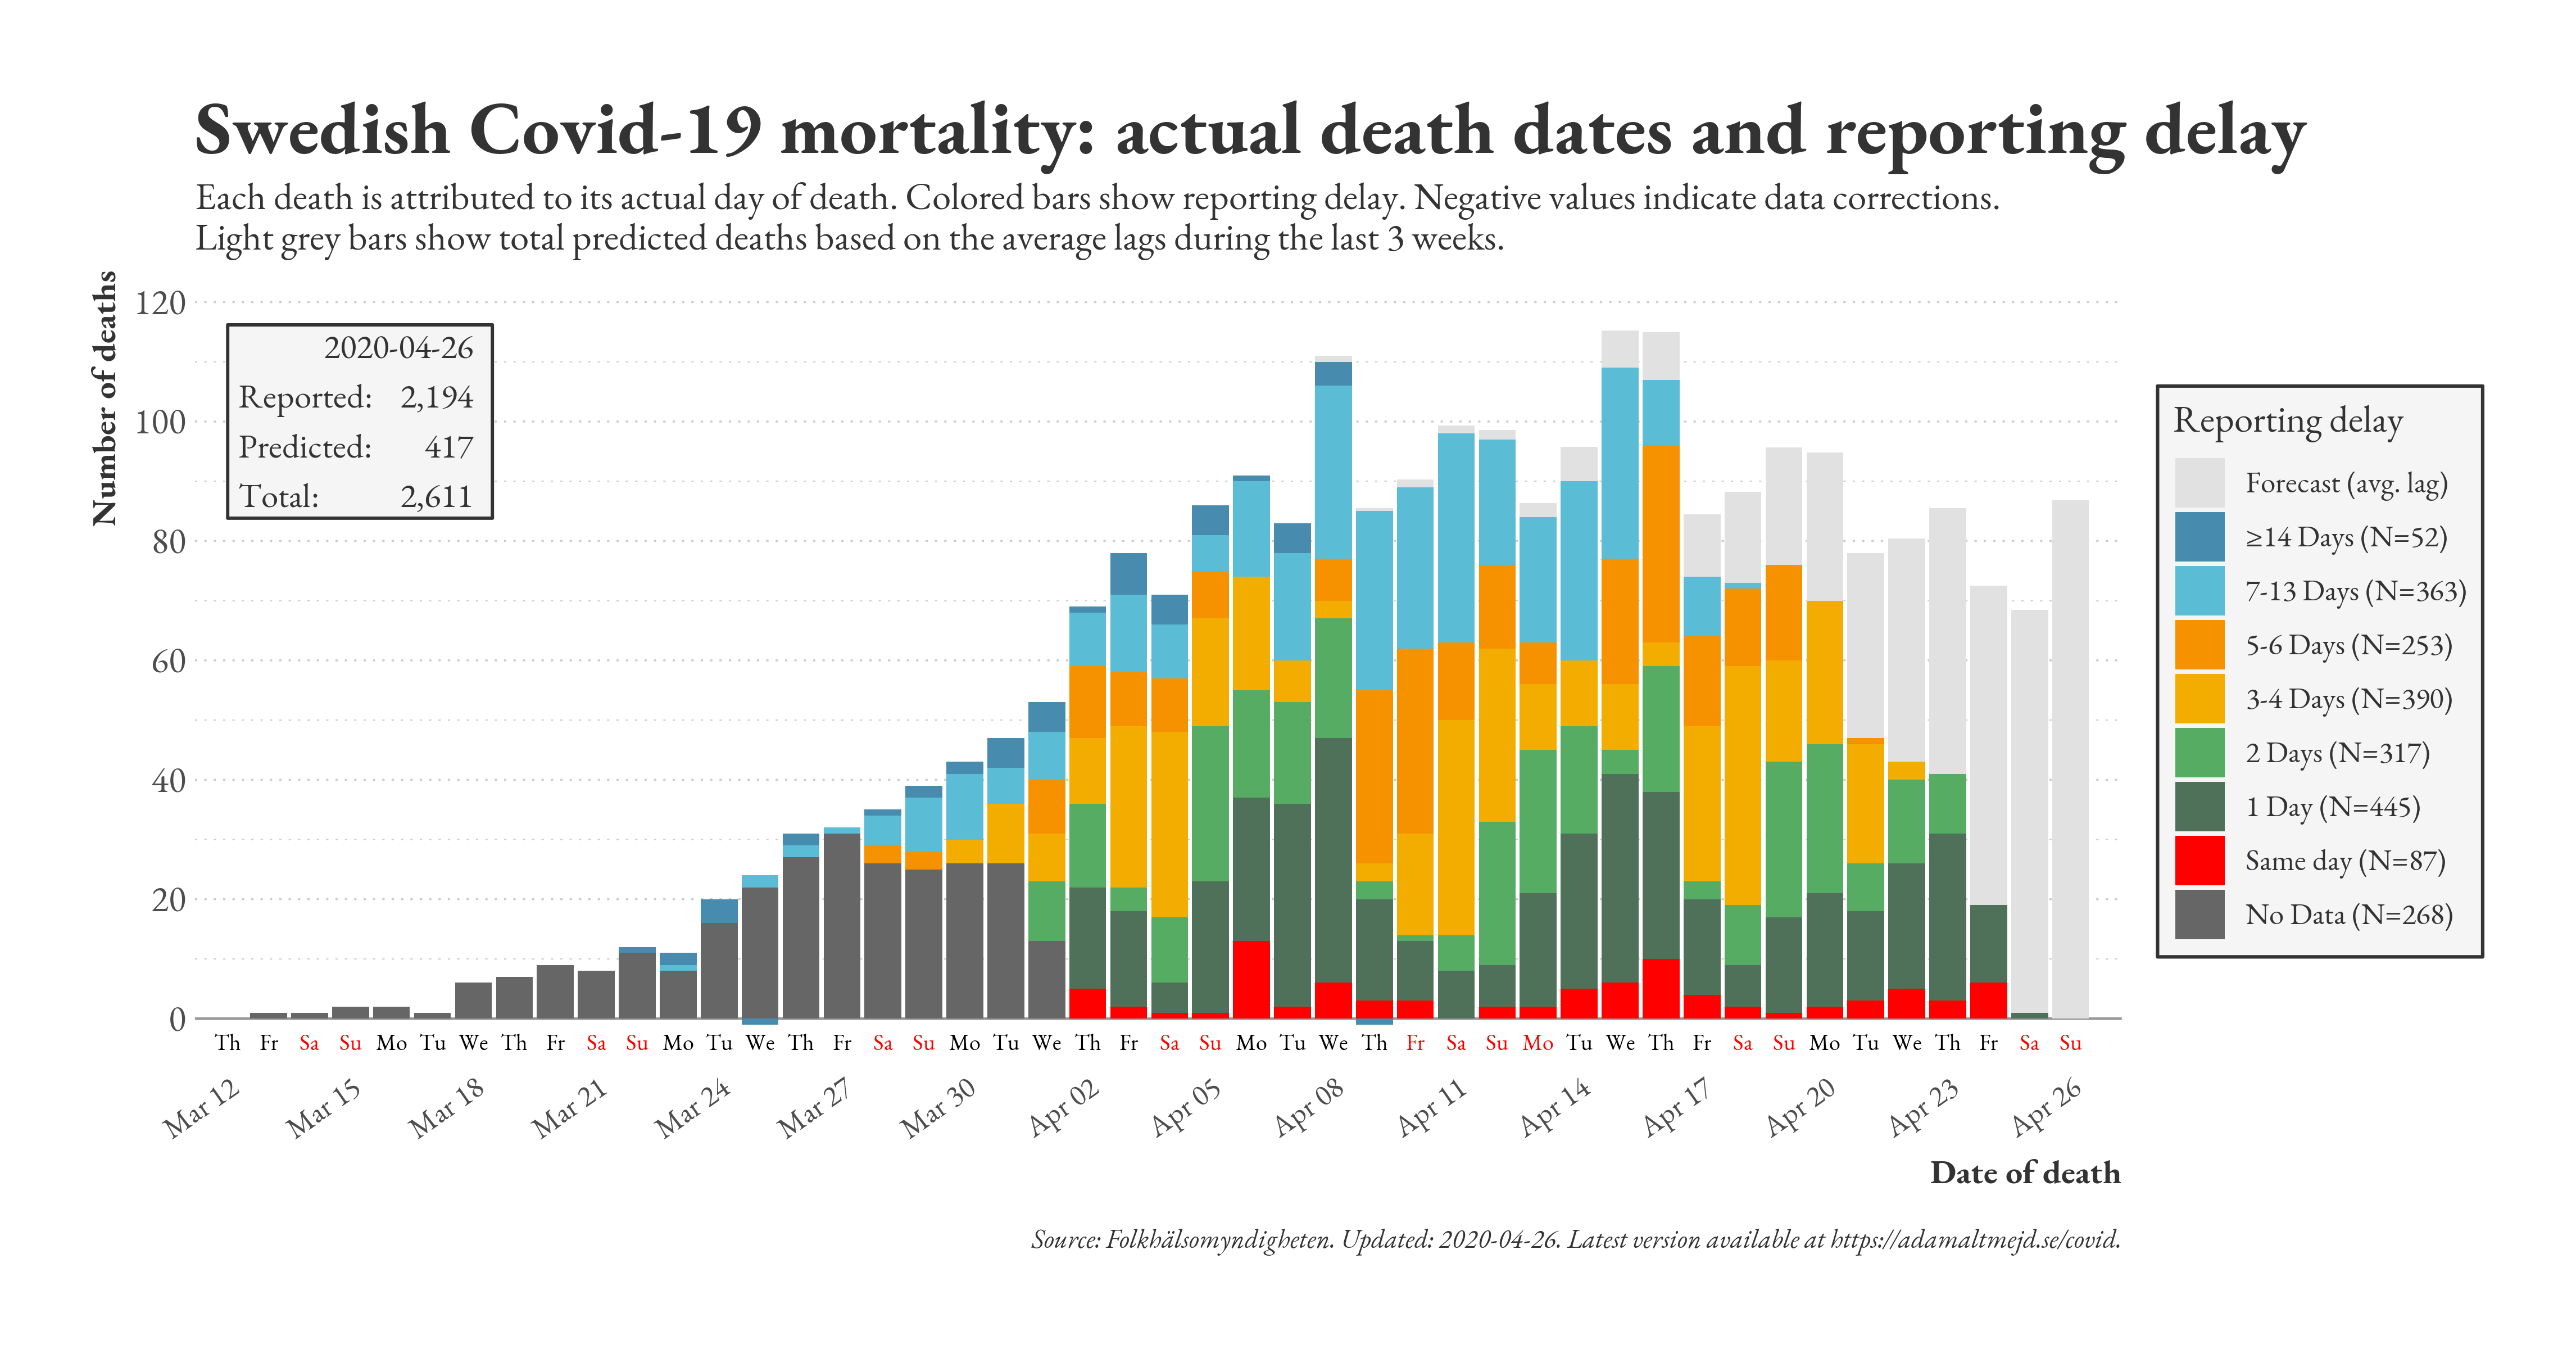 Swedish Covid-19 mortality: actual death dates and reporting delay
Each death is attributed to its actual day of death. Colored bars show reporting delay. Negative values indicate data corrections.
Light grey bars show total predicted deaths based on the average lags during the last 3 weeks.
Number of deaths
120
100
80
60
40
20
0
2020-04-26
Reported: 2,194
Predicted: 417
Total: 2,611
Reporting delay
Forecast (avg. lag)
≥14 Days (N=52)
7-13 Days (N=363)
5-6 Days (N=253)
3-4 Days (N=390)
2 Days (N=317)
1 Day (N=445)
Same day (N=87)
No Data (N=268)
Th Fr Sa Su Mo Tu We Th Fr Sa Su Mo Tu We Th Fr Sa Su Mo Tu We Th Fr Sa Su Mo Tu We Th Fr Sa Su Mo Tu We Th Fr Sa Su Mo Tu We Th Fr Sa Su
Mar 12 Mar 15 Mar 18 Mar 21 Mar 24 Mar 27 Mar 30 Apr 02 Apr 05 Apr 08 Apr 11 Apr 14 Apr 17 Apr 20 Apr 23 Apr 26
Date of death
Source: Folkhälsomyndigheten. Updated: 2020-04-26. Latest version available at https://adamaltmejd.se/covid.